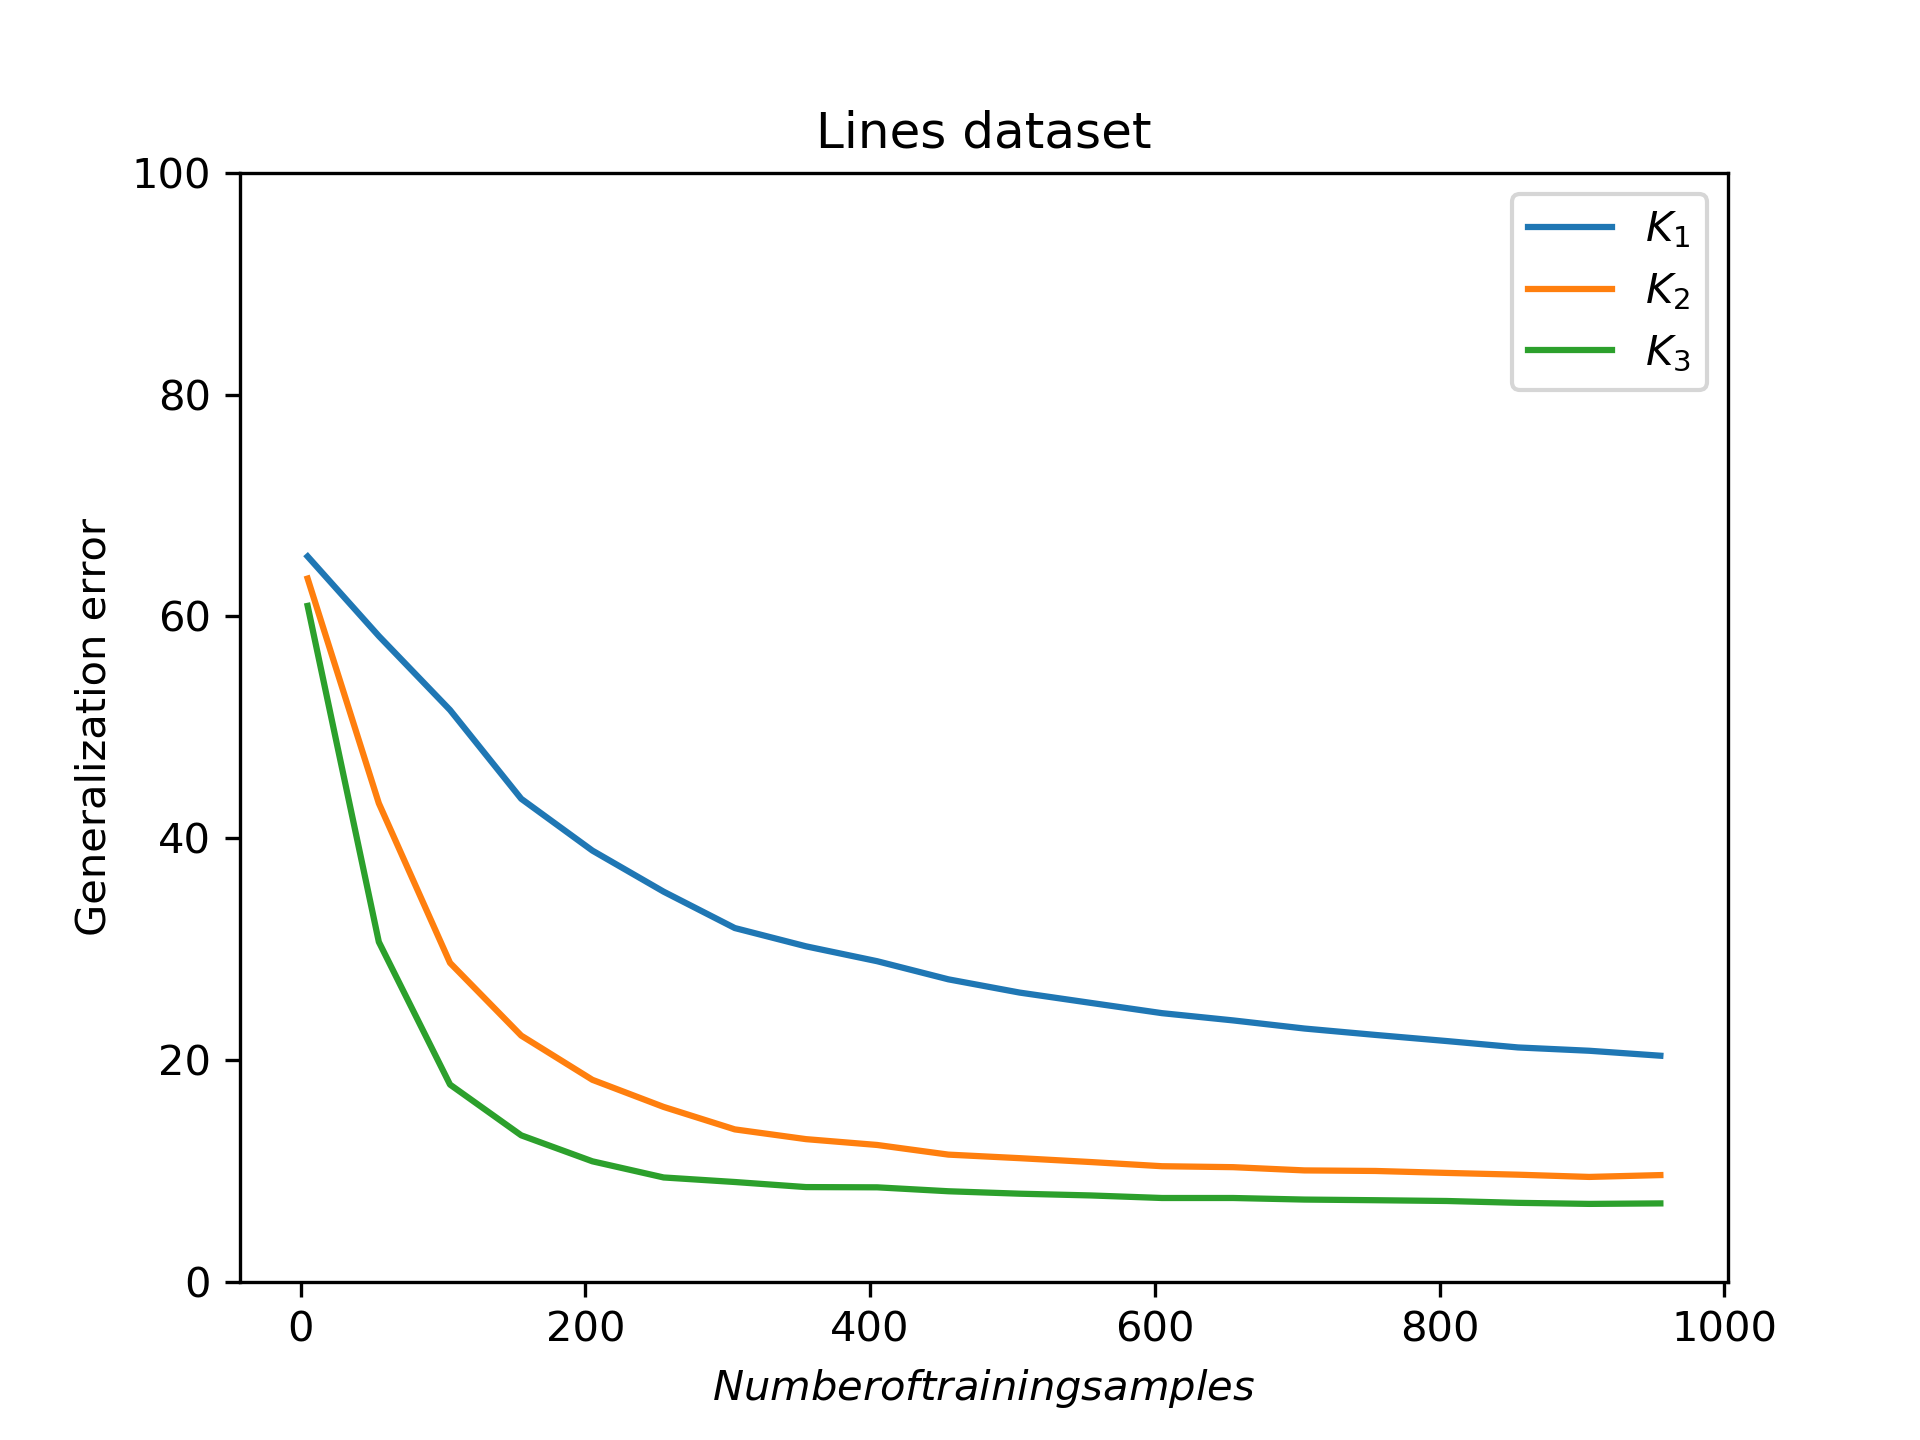 Lines dataset
Generalization error
100
80
60
40
20
0
K₁
K₂
K₃
0 200 400 600 800 1000
Numberoftrainingsamples